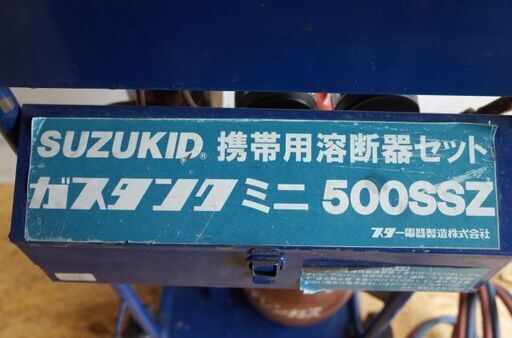 SUZUKID® 携帯用溶断器セット
ガスタンクミニ 500SSZ
スター電器製造株式会社